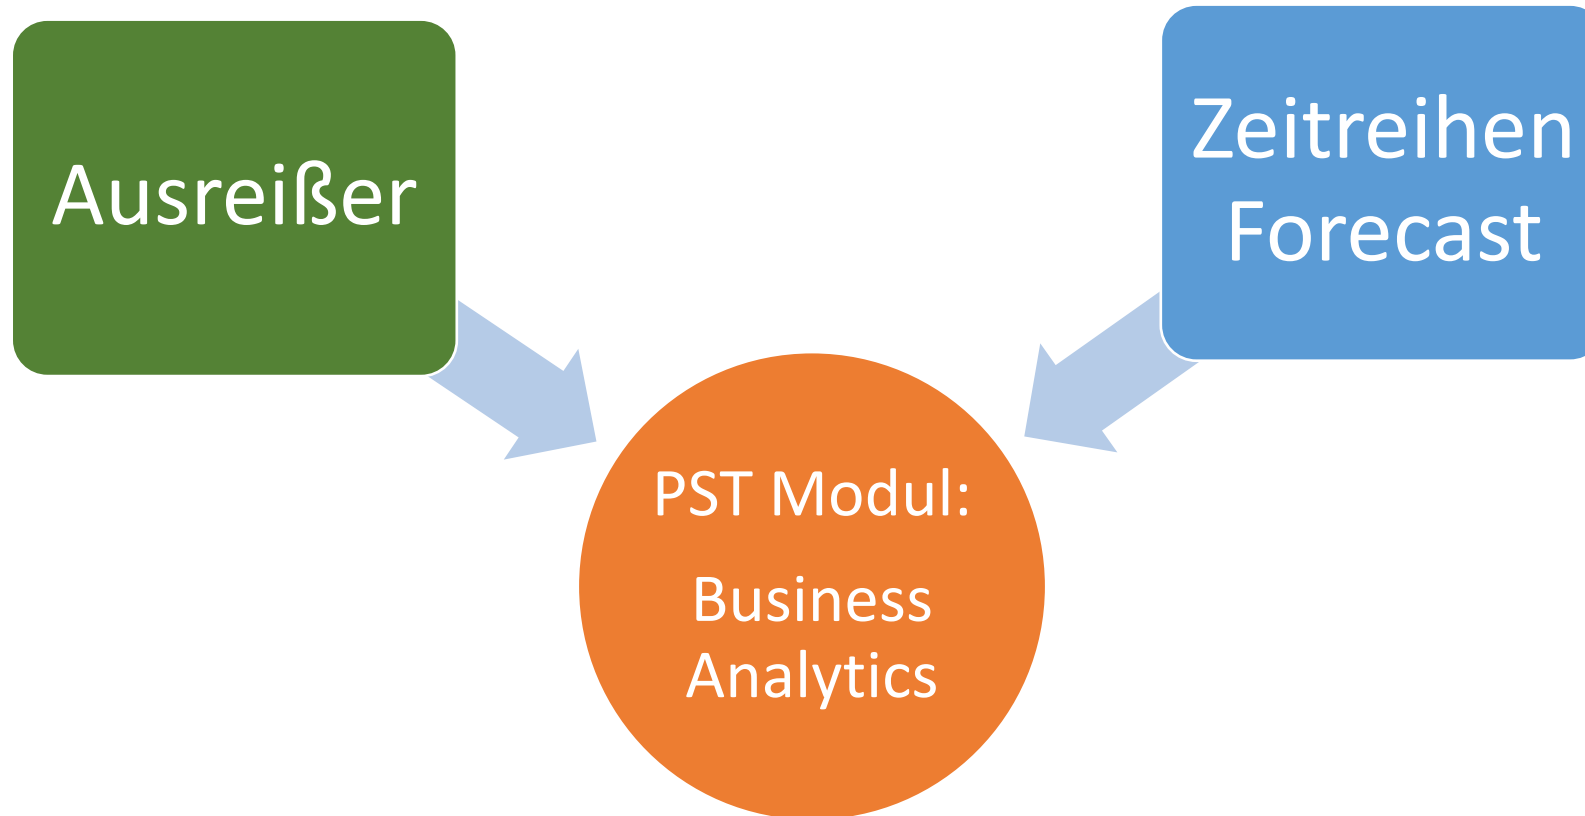 Ausreißer
Zeitreihen
Forecast
PST Modul:
Business
Analytics